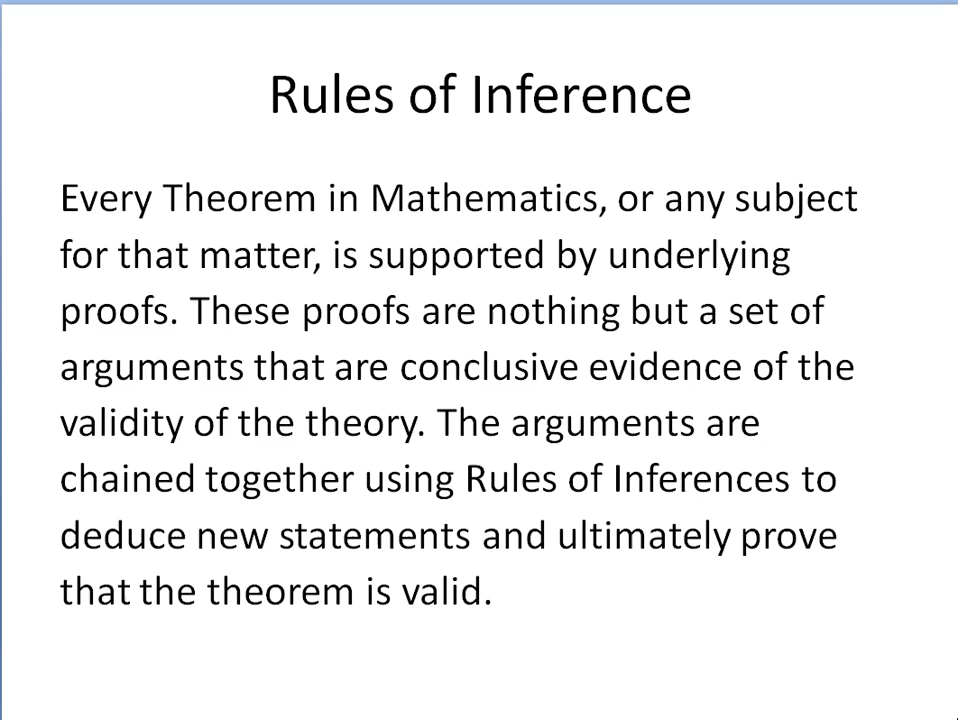 Rules of Inference
Every Theorem in Mathematics, or any subject
for that matter, is supported by underlying
proofs. These proofs are nothing but a set of
arguments that are conclusive evidence of the
validity of the theory. The arguments are
chained together using Rules of Inferences to
deduce new statements and ultimately prove
that the theorem is valid.